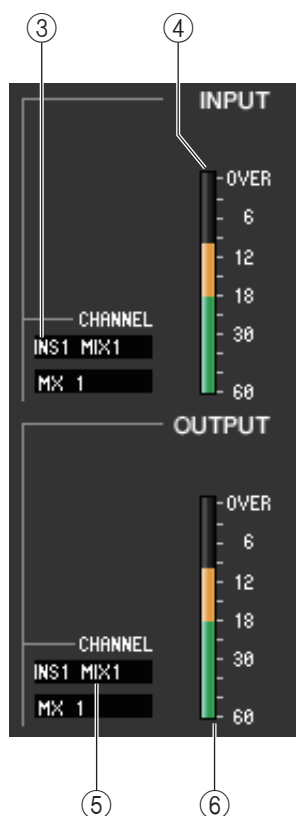 ③ ④
INPUT
OVER
6
12
18
30
60
CHANNEL
INS1 MIX1
MX 1
OUTPUT
OVER
6
12
18
30
60
CHANNEL
INS1 MIX1
MX 1
⑤ ⑥